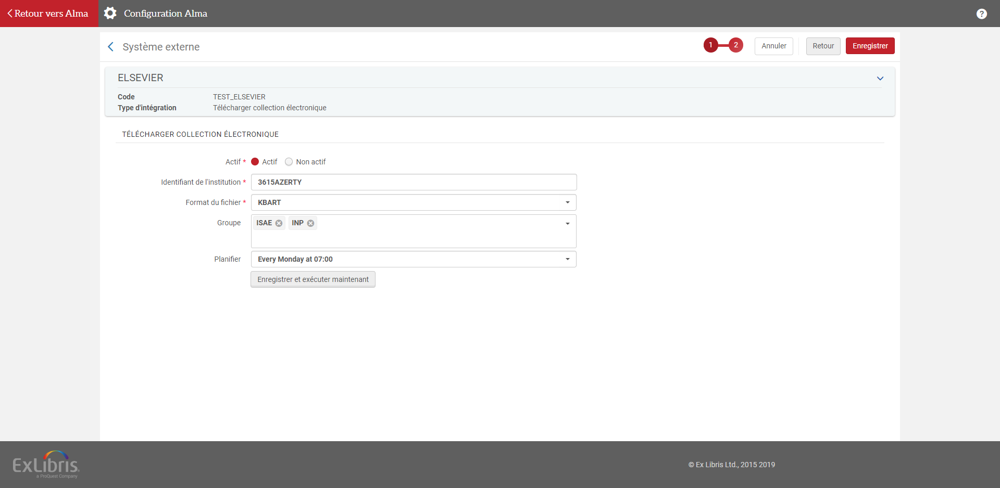 Retour vers Alma
Configuration Alma
?
Système externe
1
2
Annuler
Retour
Enregistrer
ELSEVIER
Code TEST_ELSEVIER
Type d'intégration Télécharger collection électronique
TÉLÉCHARGER COLLECTION ÉLECTRONIQUE
Actif * Actif Non actif
Identifiant de l'institution * 3615AZERTY
Format du fichier * KBART
Groupe ISAE INP
Planifier Every Monday at 07:00
Enregistrer et exécuter maintenant
ExLibris
a ProQuest Company
© Ex Libris Ltd., 2015 2019